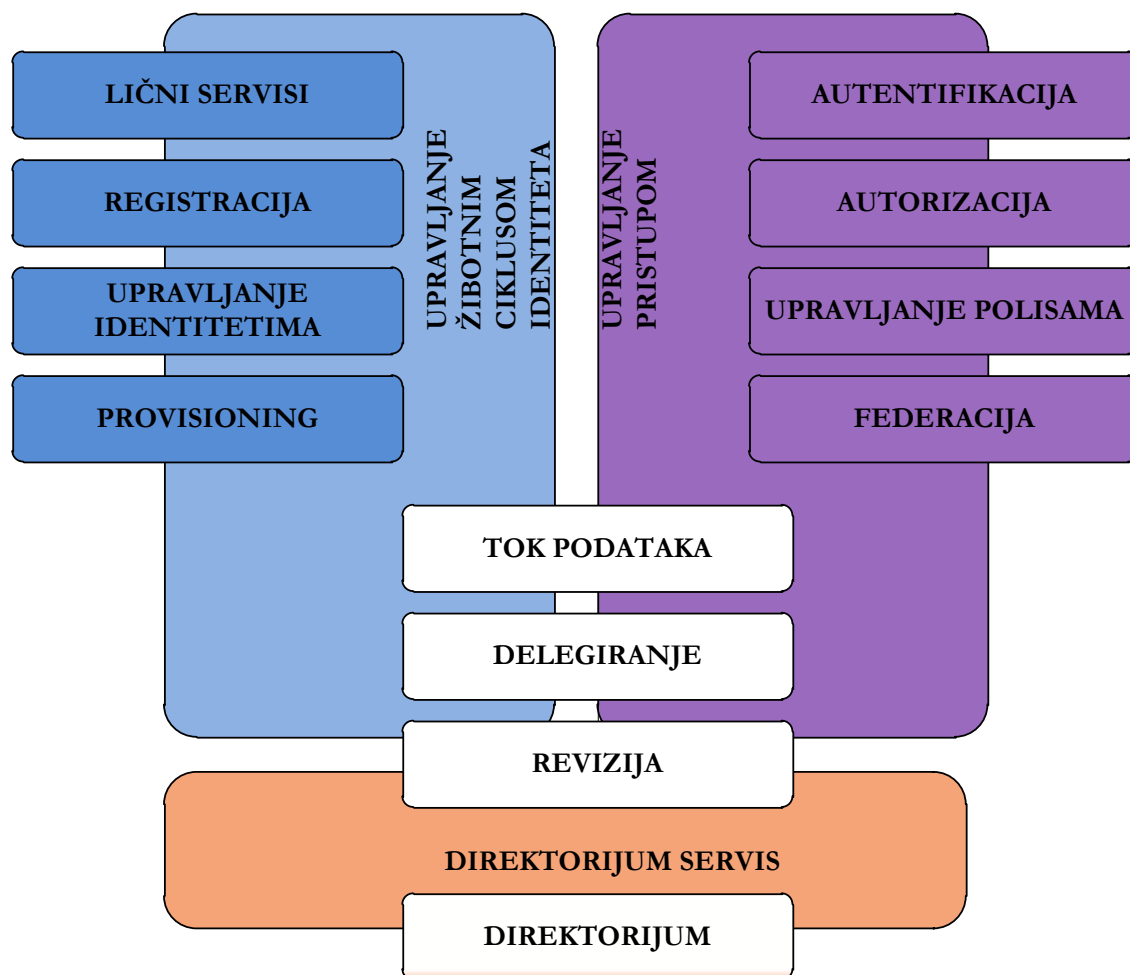 LIČNI SERVISI
REGISTRACIJA
UPRAVLJANJE
IDENTITETIMA
PROVISIONING
UPRAVLJANJE
ŽIBOTNIM
CIKLUSOM
IDENTITETA
UPRAVLJANJE
PRISTUPOM
AUTENTIFIKACIJA
AUTORIZACIJA
UPRAVLJANJE POLISAMA
FEDERACIJA
TOK PODATAKA
DELEGIRANJE
REVIZIJA
DIREKTORIJUM SERVIS
DIREKTORIJUM